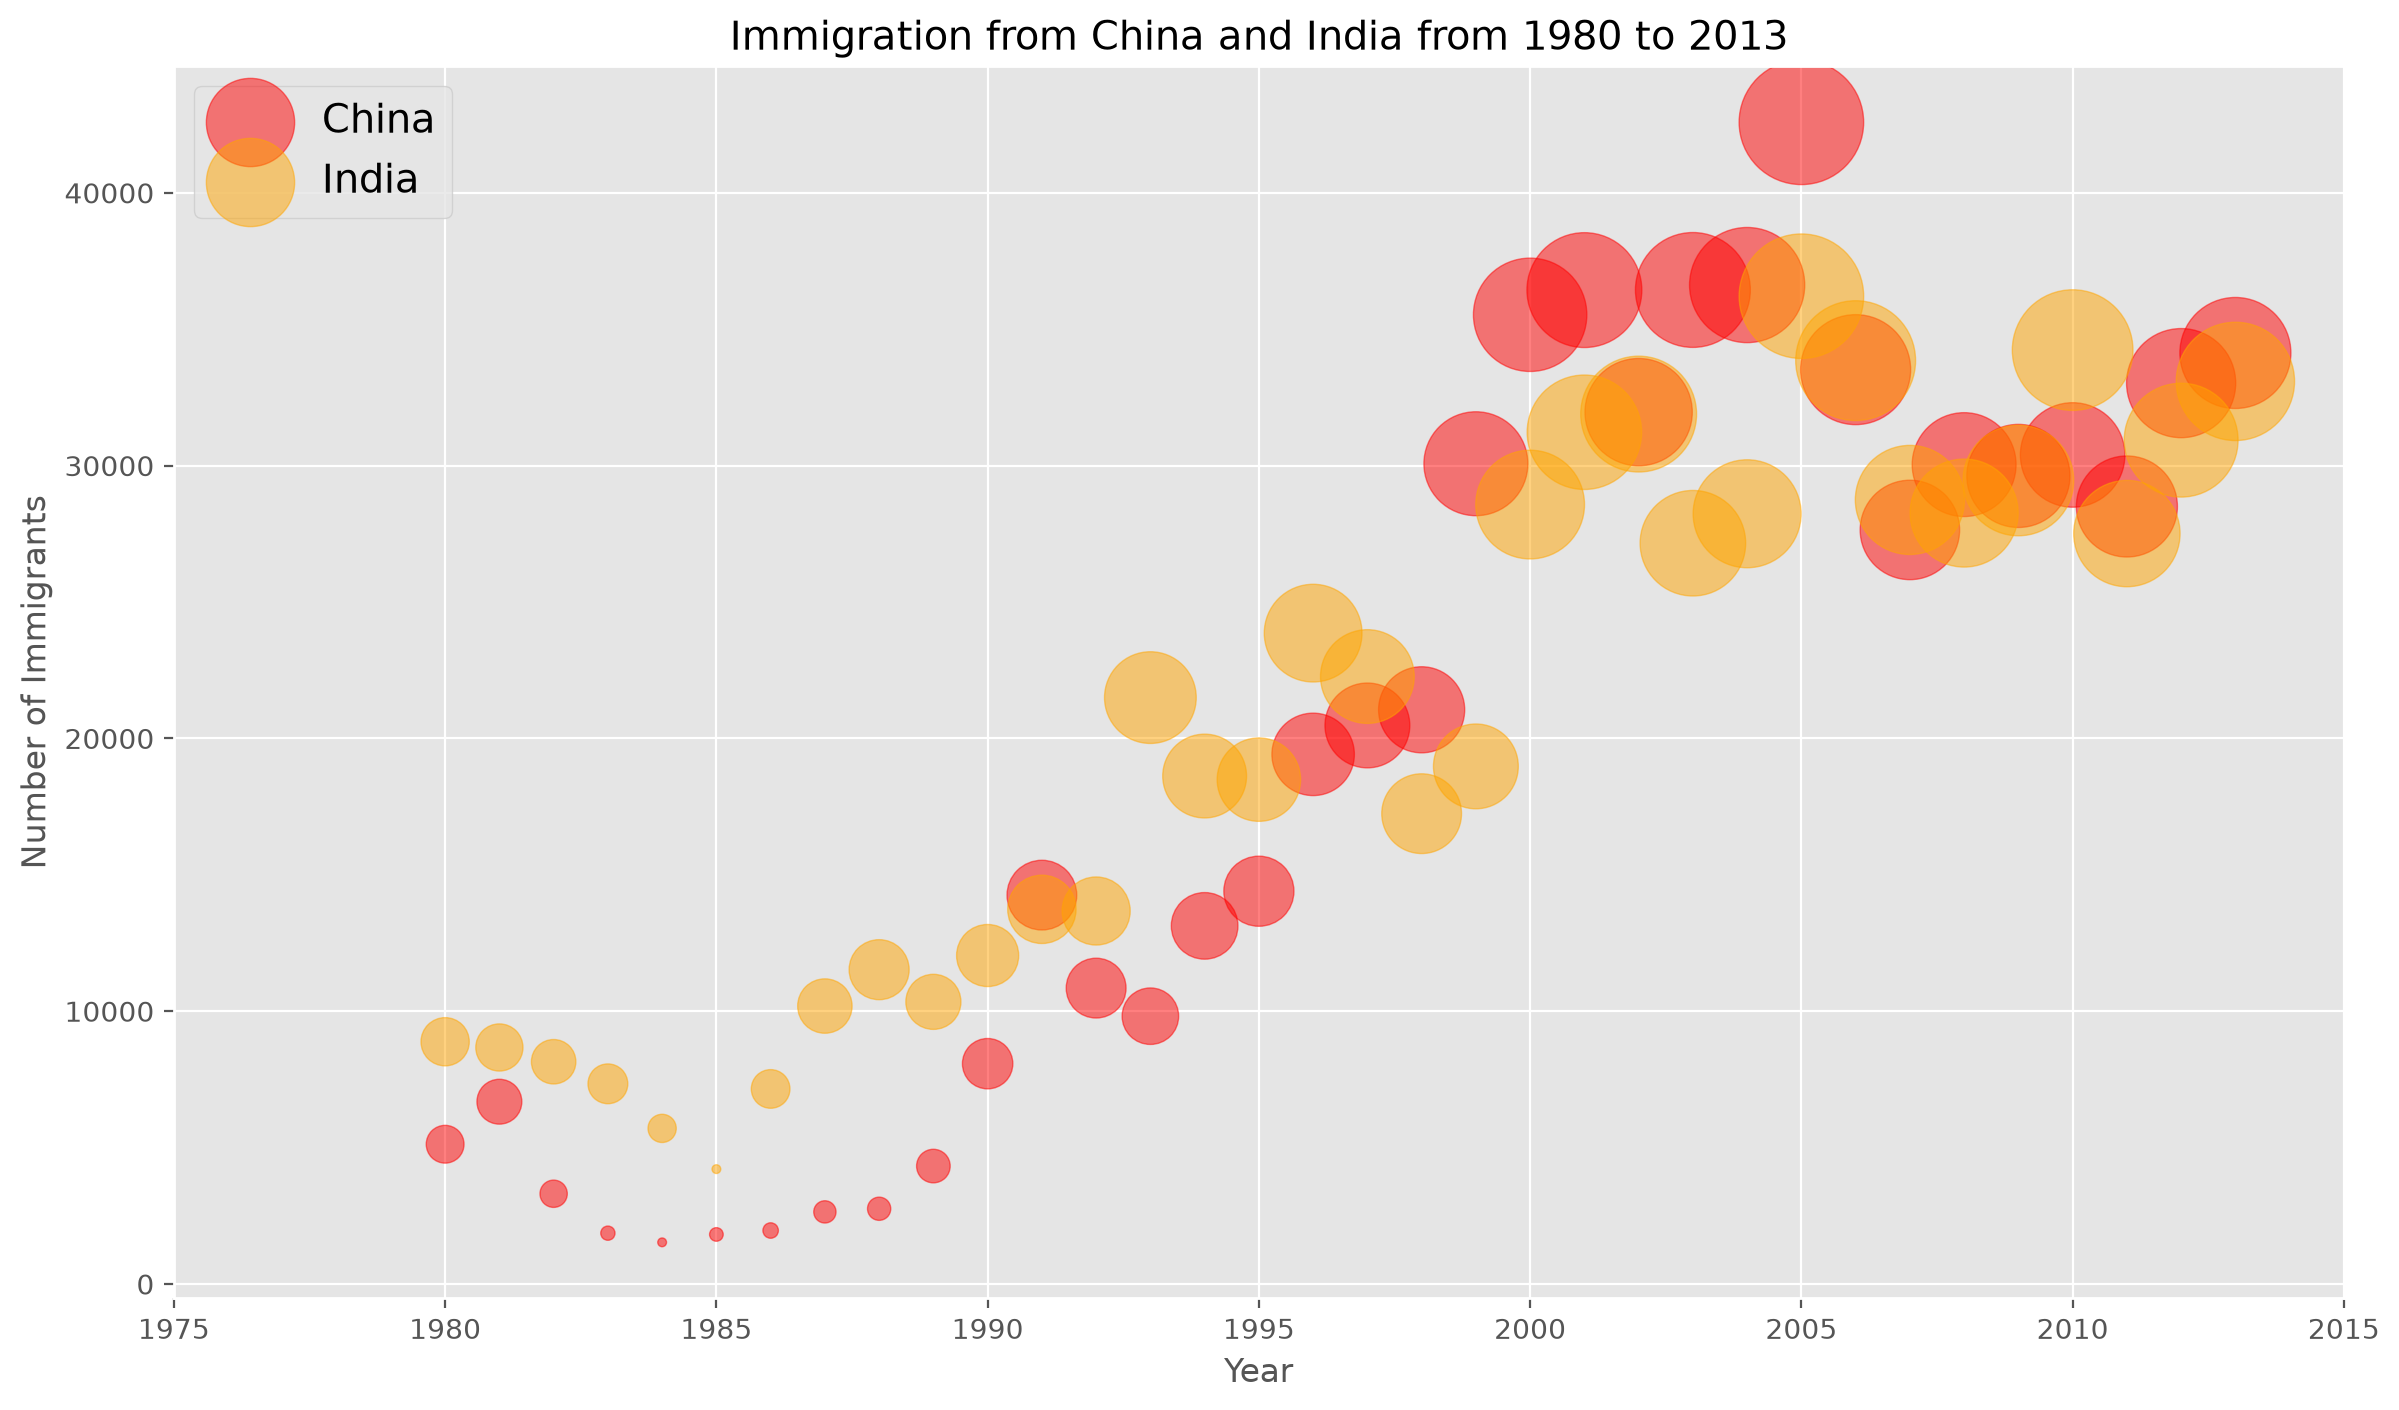 Immigration from China and India from 1980 to 2013
China
India
Number of Immigrants
40000
30000
20000
10000
0
1975 1980 1985 1990 1995 2000 2005 2010 2015
Year